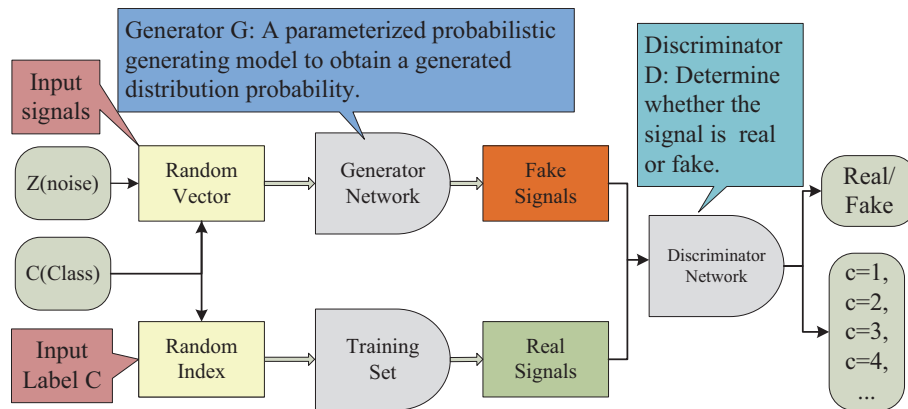 Generator G: A parameterized probabilistic
generating model to obtain a generated
distribution probability.
Discriminator
D: Determine
whether the
signal is real
or fake.
Input
signals
Z(noise)
Random
Vector
Generator
Network
Fake
Signals
Real/
Fake
C(Class)
Discriminator
Network
c=1,
c=2,
c=3,
c=4,
...
Input
Label C
Random
Index
Training
Set
Real
Signals